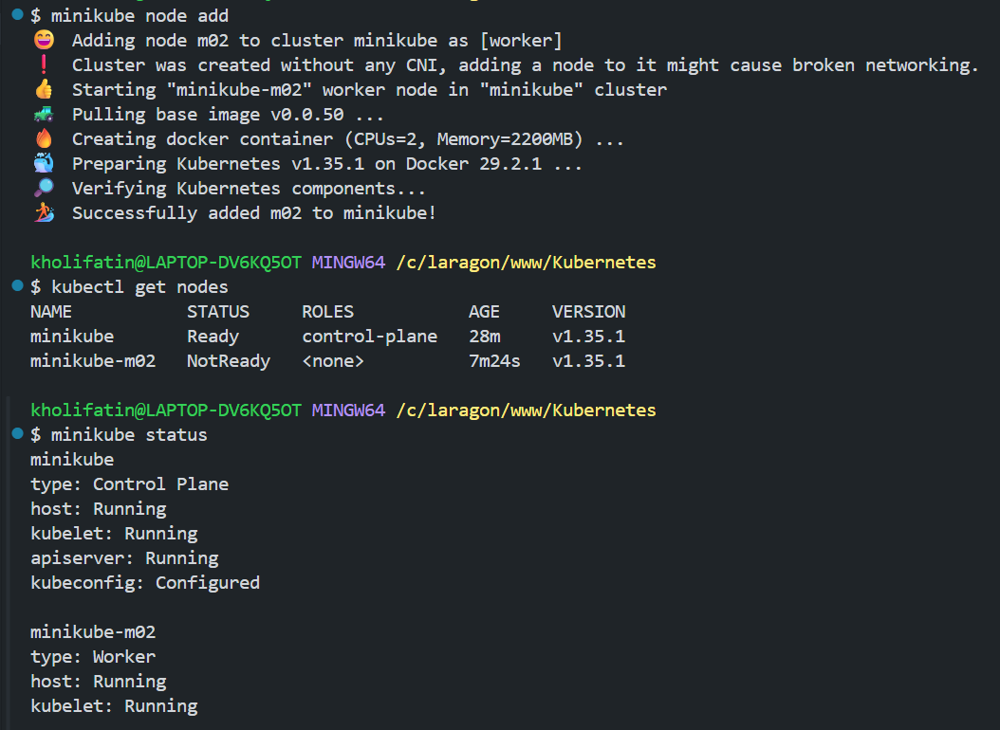 $ minikube node add
😄 Adding node m02 to cluster minikube as [worker]
❗ Cluster was created without any CNI, adding a node to it might cause broken networking.
👍 Starting "minikube-m02" worker node in "minikube" cluster
🚜 Pulling base image v0.0.50 ...
🔥 Creating docker container (CPUs=2, Memory=2200MB) ...
🐳 Preparing Kubernetes v1.35.1 on Docker 29.2.1 ...
🔎 Verifying Kubernetes components...
🏄 Successfully added m02 to minikube!
kholifatin@LAPTOP-DV6KQ5OT MINGW64 /c/laragon/www/Kubernetes
$ kubectl get nodes
NAME STATUS ROLES AGE VERSION
minikube Ready control-plane 28m v1.35.1
minikube-m02 NotReady <none> 7m24s v1.35.1
kholifatin@LAPTOP-DV6KQ5OT MINGW64 /c/laragon/www/Kubernetes
$ minikube status
minikube
type: Control Plane
host: Running
kubelet: Running
apiserver: Running
kubeconfig: Configured
minikube-m02
type: Worker
host: Running
kubelet: Running